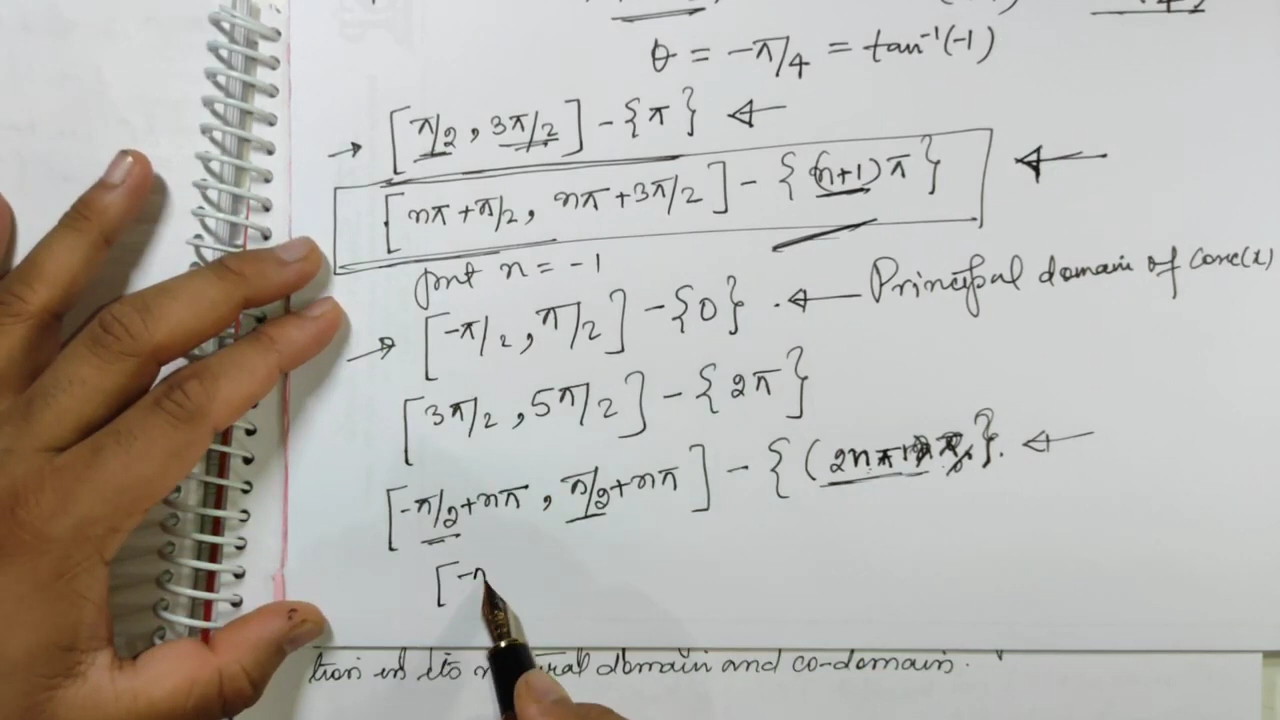 θ = -π/4 = tan⁻¹(-1)
→ [π/2, 3π/2] - {π} ←
[nπ+π/2, nπ+3π/2] - {(n+1)π} ←
put n = -1
→ [-π/2, π/2] - {0} . ← Principal domain of
[3π/2, 5π/2] - {2π}
[-π/2+nπ, π/2+nπ] - {(2nπ }. ←
[-π
tion in its natural domain and co-domain.